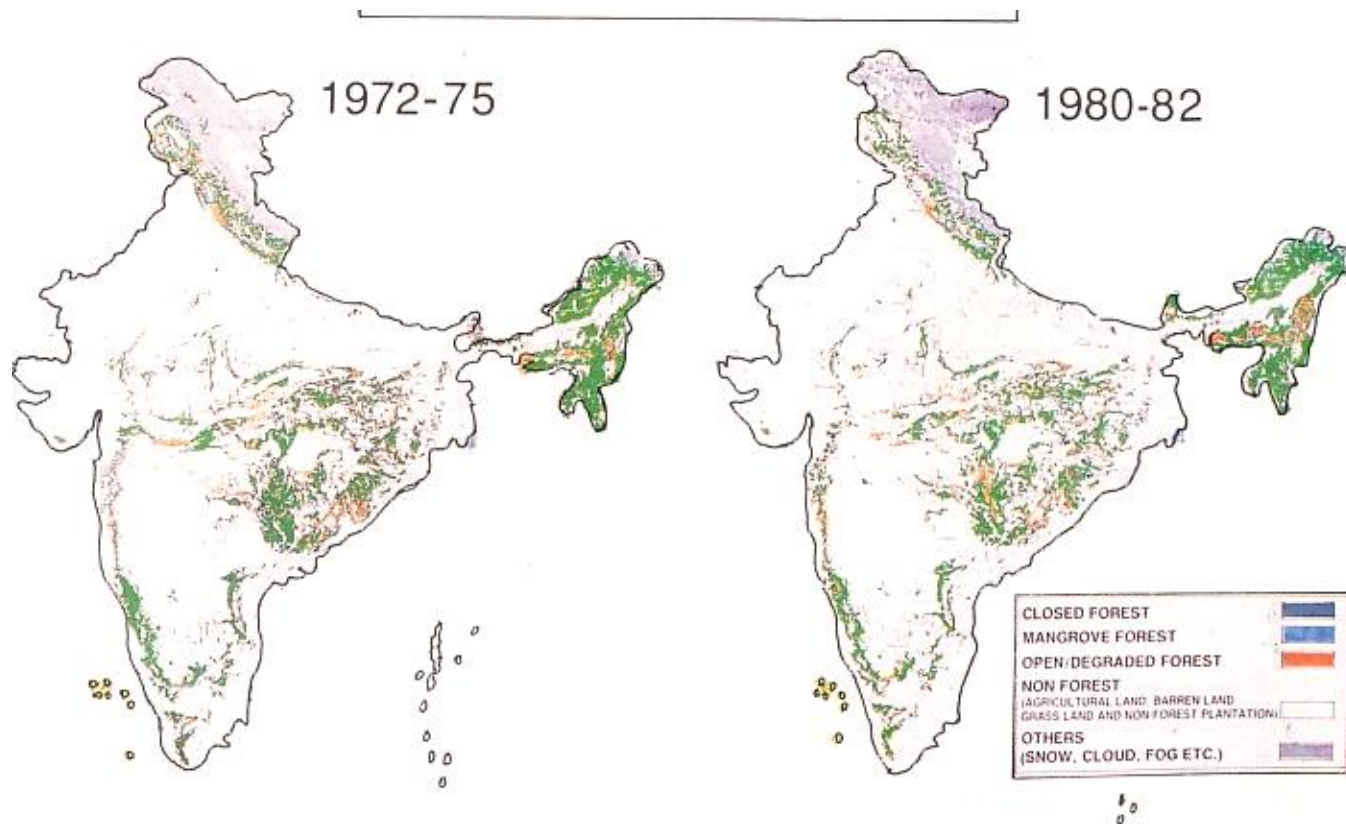 1972-75
1980-82
CLOSED FOREST
MANGROVE FOREST
OPEN/DEGRADED FOREST
NON FOREST
(AGRICULTURAL LAND, BARREN LAND
GRASS LAND AND NON-FOREST PLANTATION)
OTHERS
(SNOW, CLOUD, FOG ETC.)